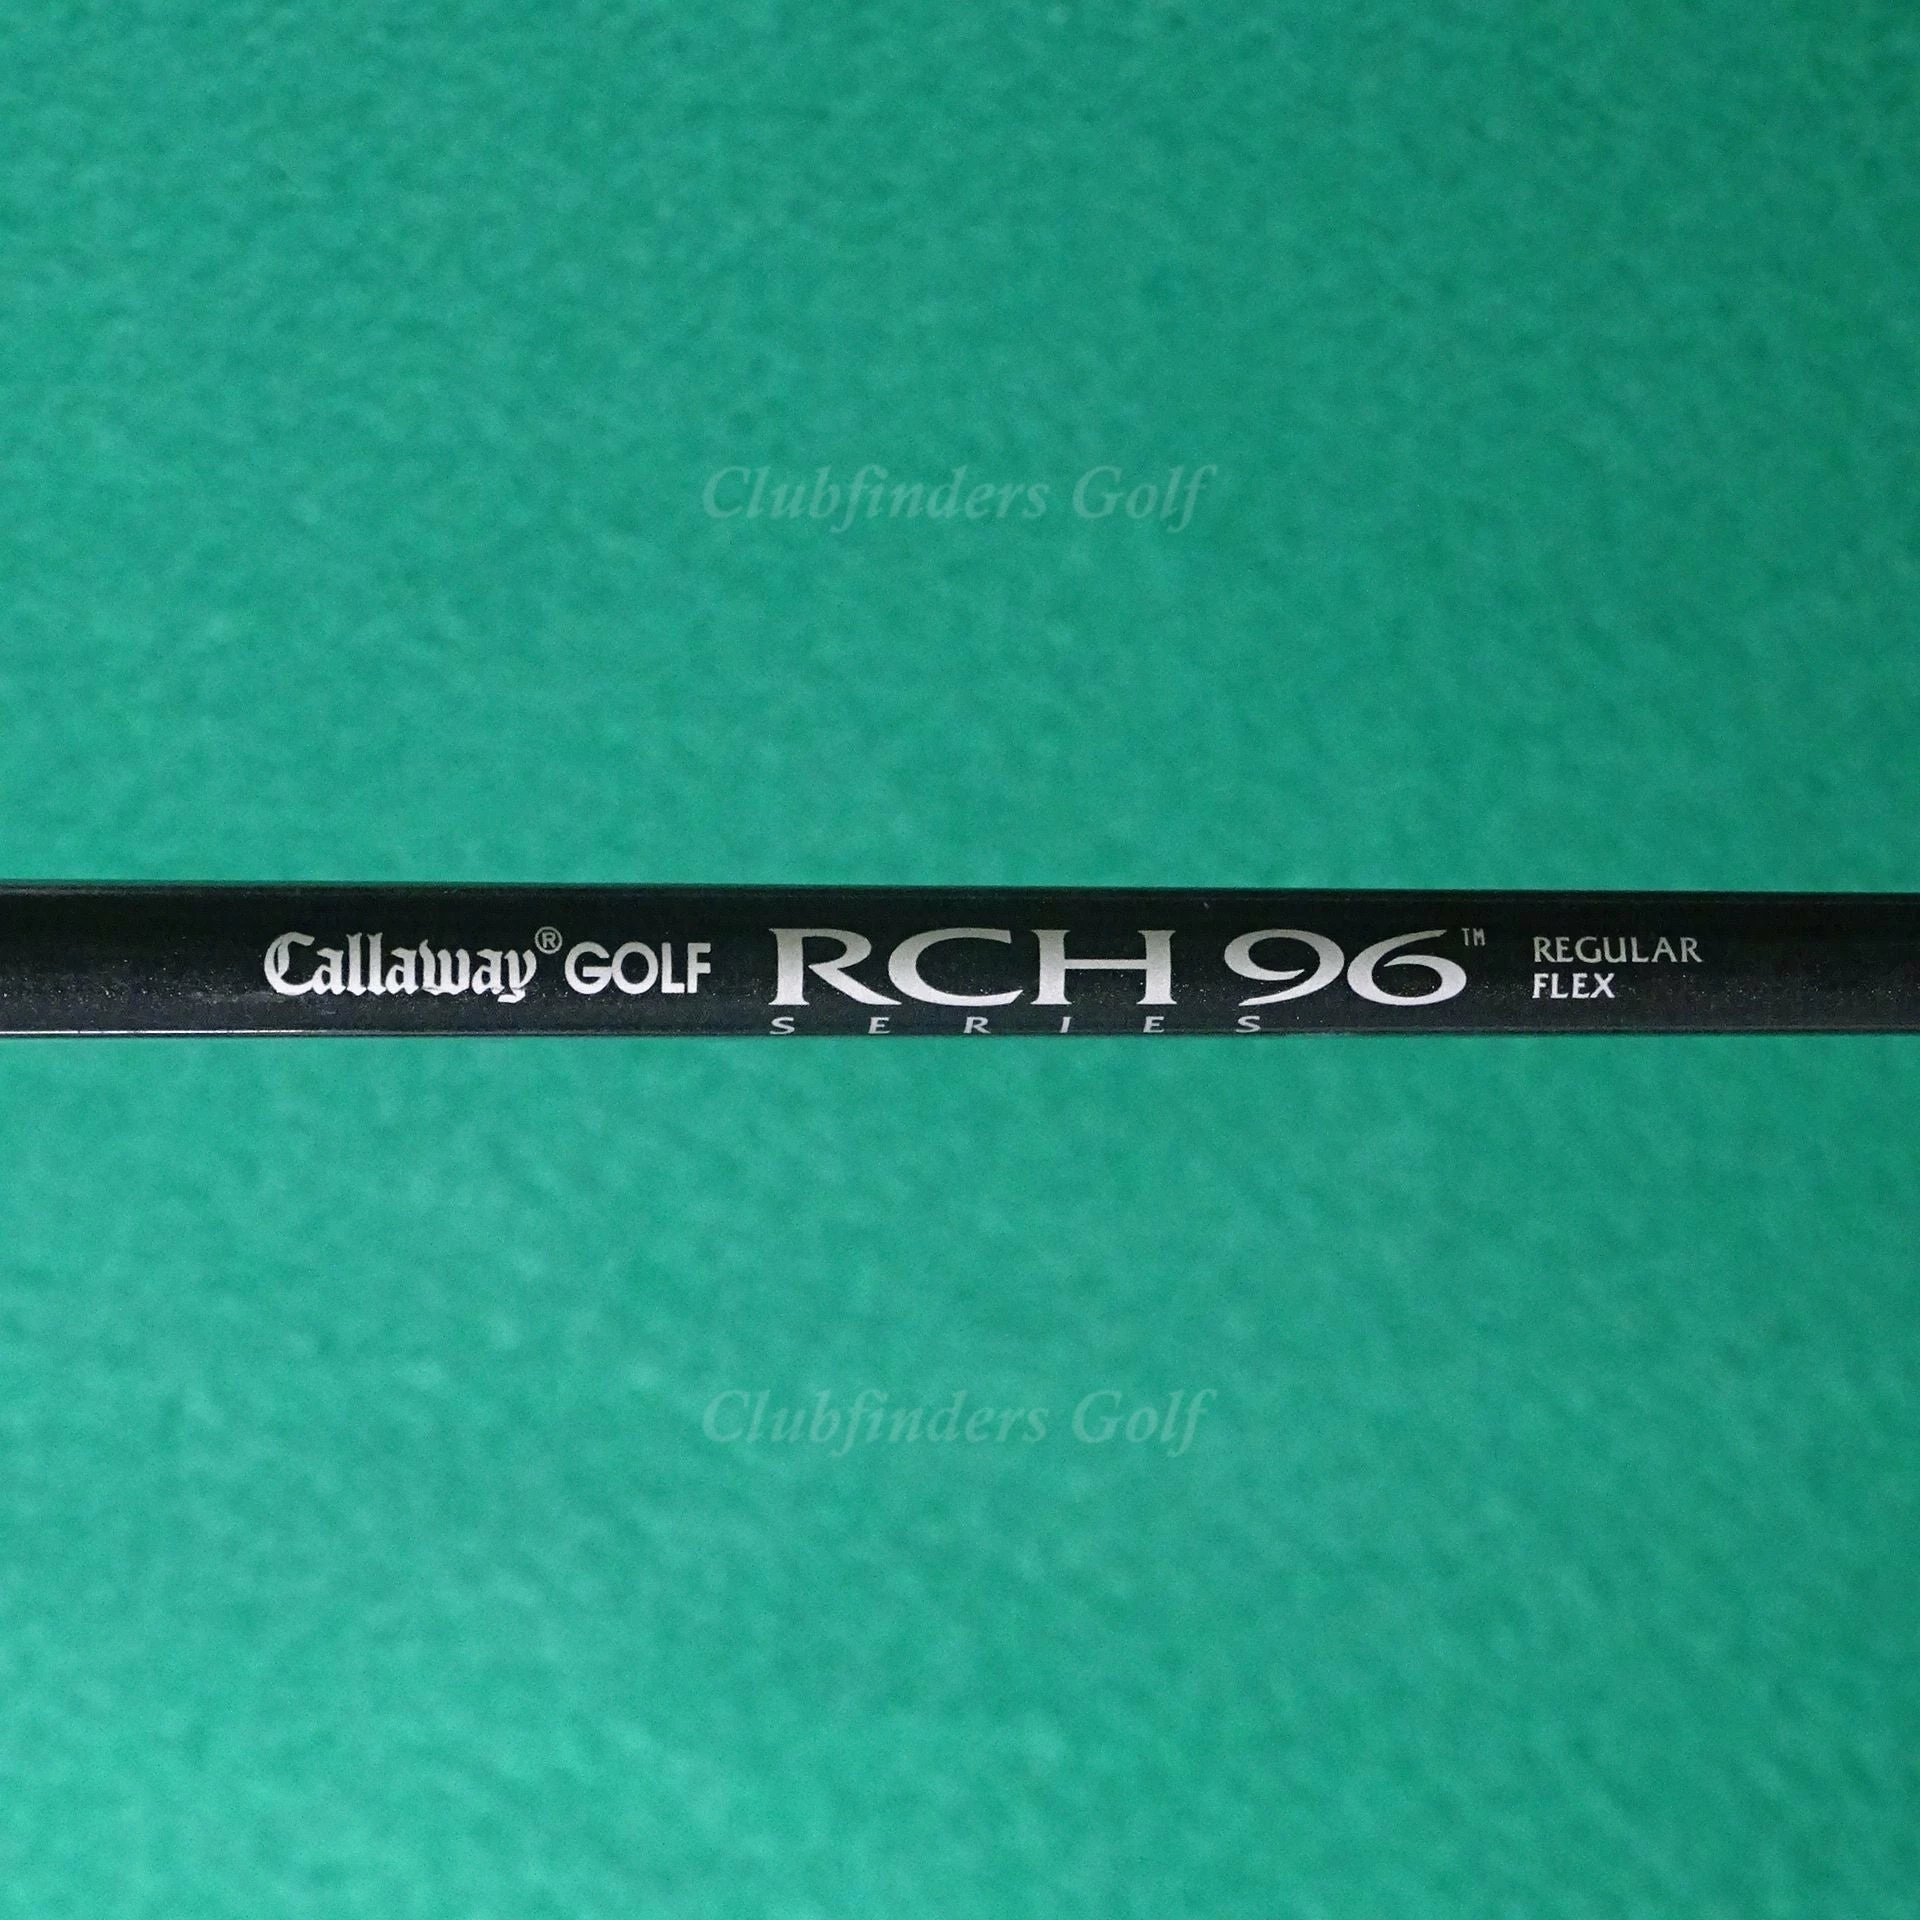 Clubfinders Golf
Callaway® GOLF RCH 96™ REGULAR
FLEX
SERIES
Clubfinders Golf